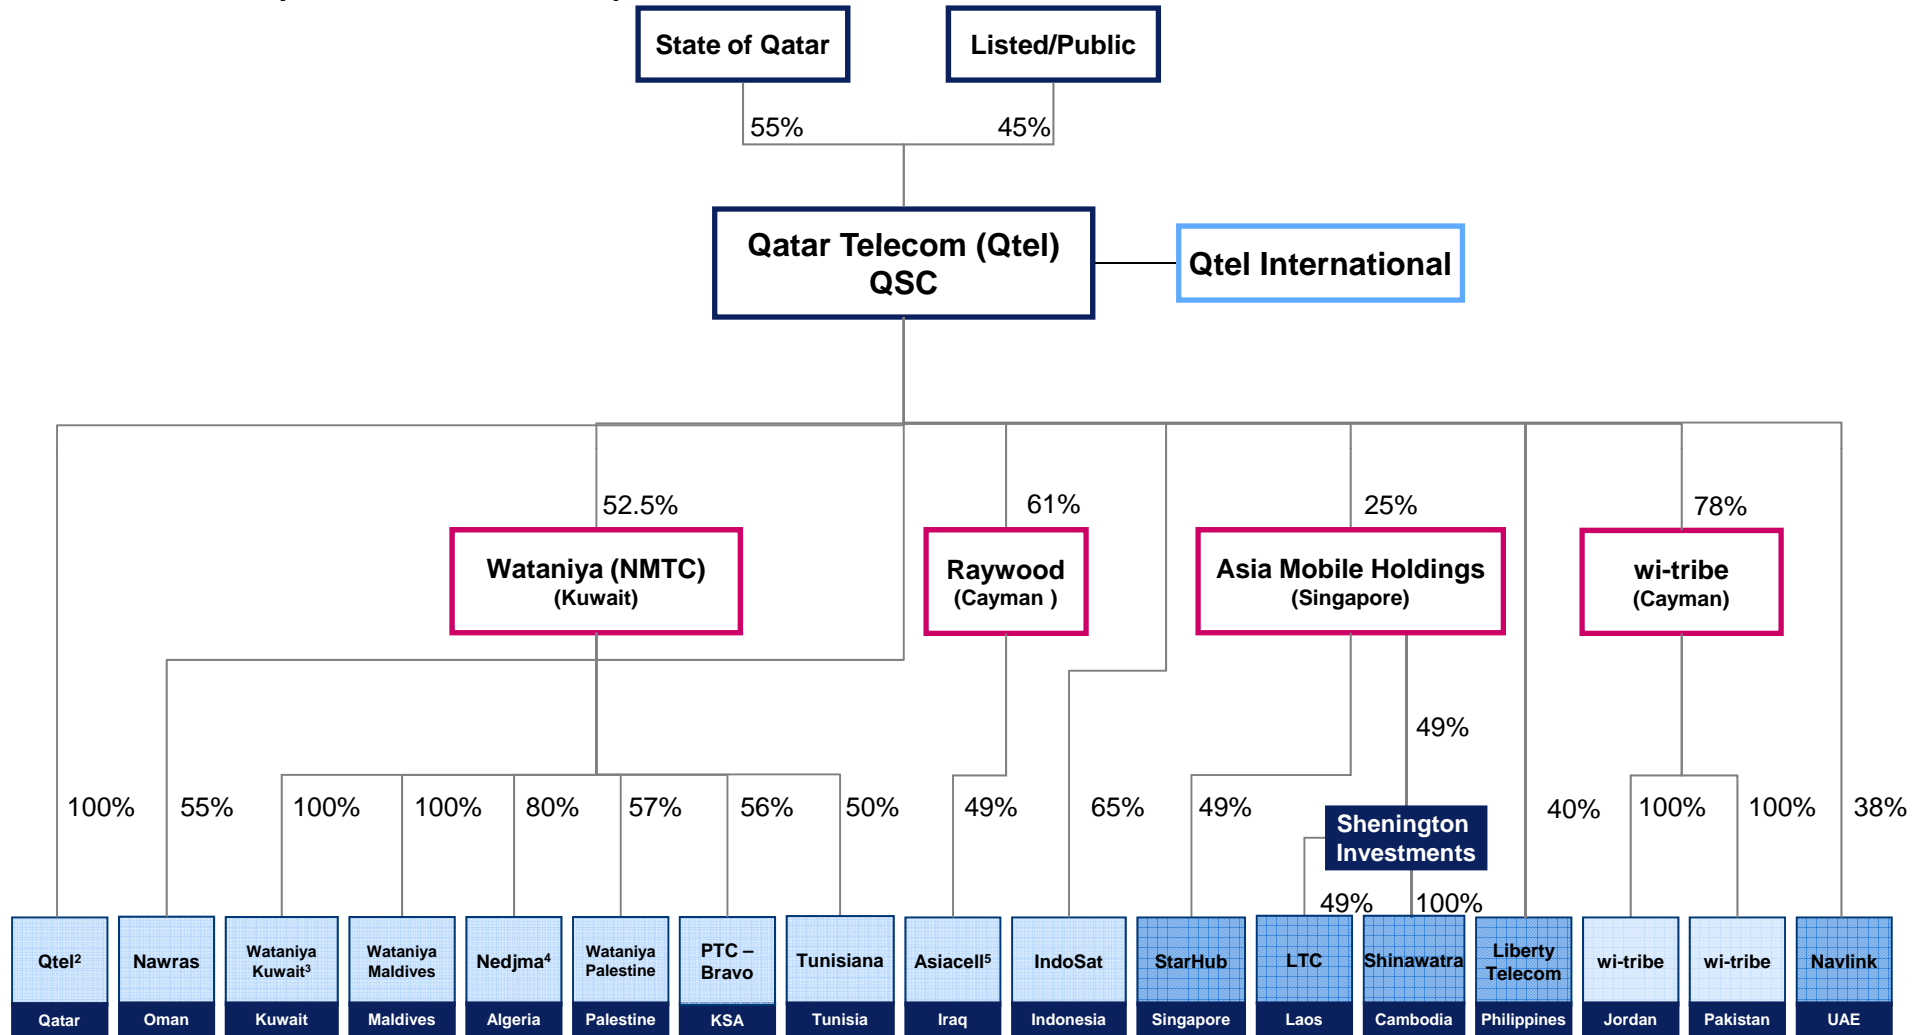 State of Qatar
Listed/Public
55%
45%
Qatar Telecom (Qtel)
QSC
Qtel International
52.5%
61%
25%
78%
Wataniya (NMTC)
(Kuwait)
Raywood
(Cayman )
Asia Mobile Holdings
(Singapore)
wi-tribe
(Cayman)
49%
100%
55%
100%
100%
80%
57%
56%
50%
49%
65%
49%
40%
100%
100%
38%
Shenington
Investments
49%
100%
Qtel²
Qatar
Nawras
Oman
Wataniya
Kuwait³
Kuwait
Wataniya
Maldives
Maldives
Nedjma⁴
Algeria
Wataniya
Palestine
Palestine
PTC –
Bravo
KSA
Tunisiana
Tunisia
Asiacell⁵
Iraq
IndoSat
Indonesia
StarHub
Singapore
LTC
Laos
Shinawatra
Cambodia
Liberty
Telecom
Philippines
wi-tribe
Jordan
wi-tribe
Pakistan
Navlink
UAE